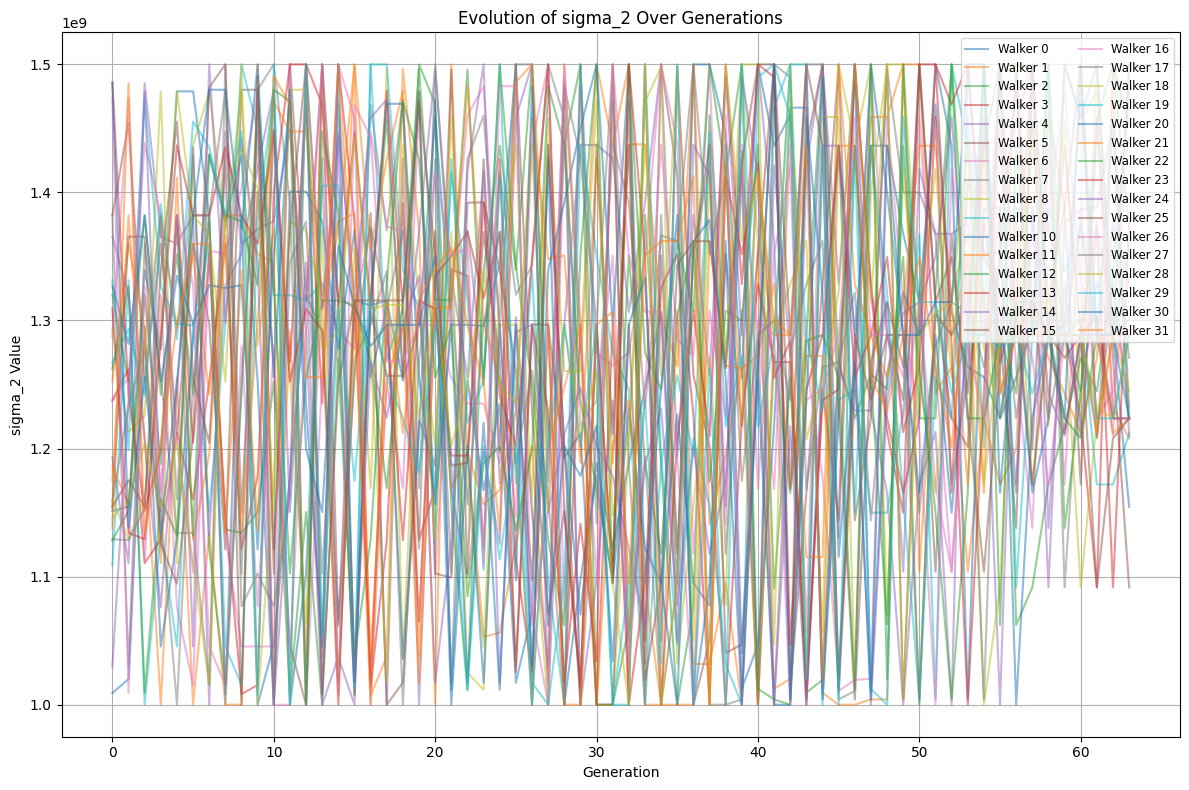 Evolution of sigma_2 Over Generations
1e9
1.5
1.4
1.3
1.2
1.1
1.0
sigma_2 Value
0
10
20
30
40
50
60
Generation
Walker 0
Walker 1
Walker 2
Walker 3
Walker 4
Walker 5
Walker 6
Walker 7
Walker 8
Walker 9
Walker 10
Walker 11
Walker 12
Walker 13
Walker 14
Walker 15
Walker 16
Walker 17
Walker 18
Walker 19
Walker 20
Walker 21
Walker 22
Walker 23
Walker 24
Walker 25
Walker 26
Walker 27
Walker 28
Walker 29
Walker 30
Walker 31